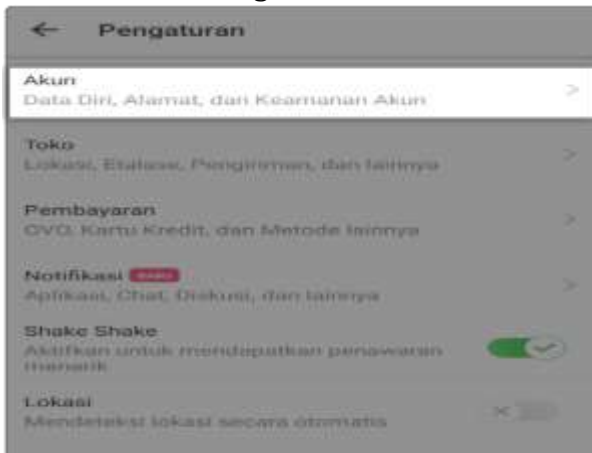 Pengaturan
Akun
Data Diri, Alamat, dan Keamanan Akun
Toko
Lokasi, Etalase, Pengiriman, dan lainnya
Pembayaran
OVO, Kartu Kredit, dan Metode lainnya
Notifikasi BARU
Aplikasi, Chat, Diskusi, dan lainnya
Shake Shake
Aktifkan untuk mendapatkan penawaran
menarik
Lokasi
Mendeteksi lokasi secara otomatis